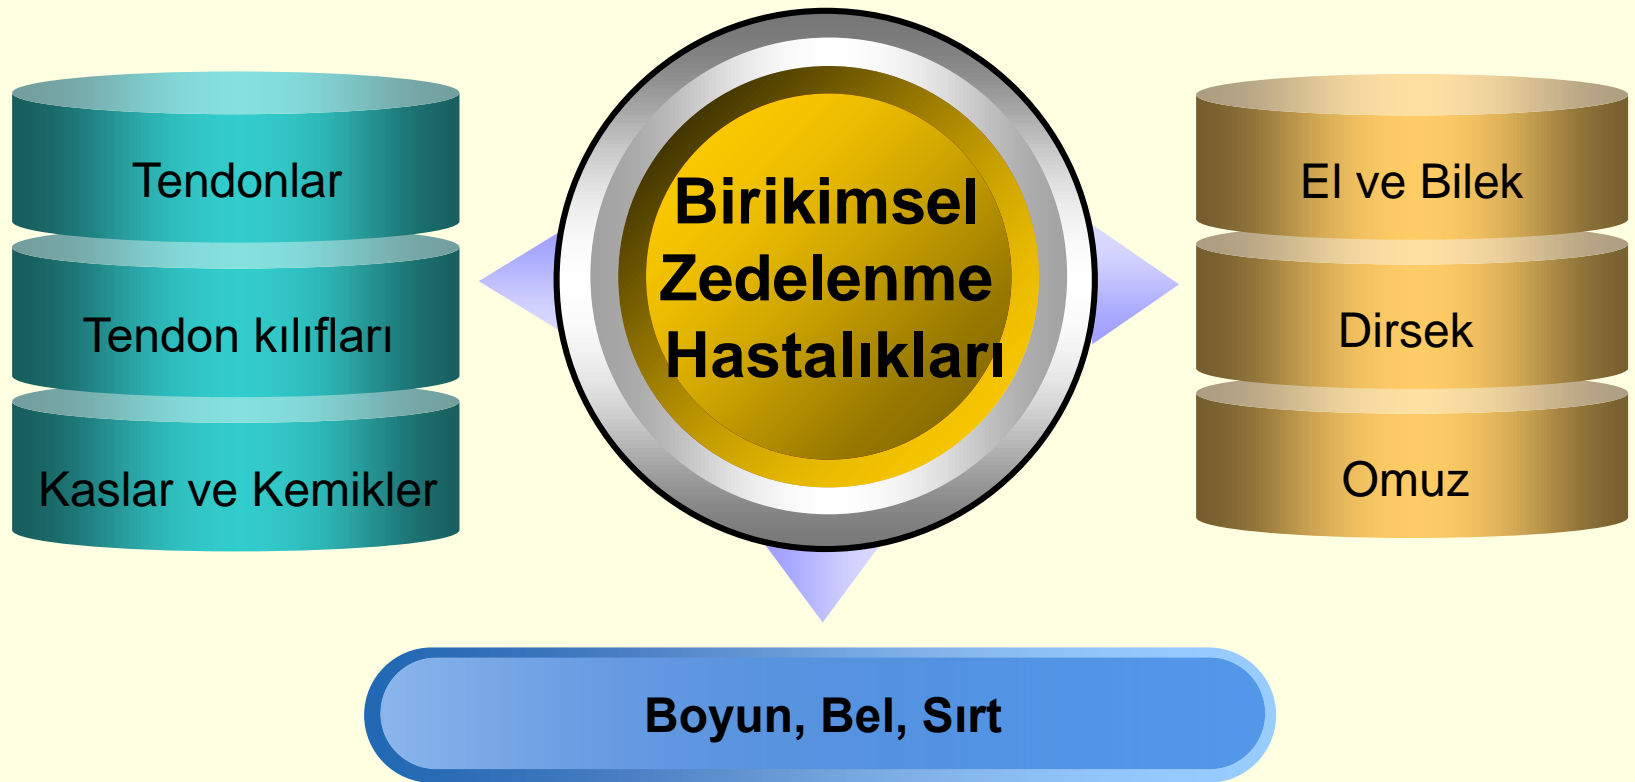 Tendonlar
Tendon kılıfları
Kaslar ve Kemikler
Birikimsel
Zedelenme
Hastalıkları
El ve Bilek
Dirsek
Omuz
Boyun, Bel, Sırt